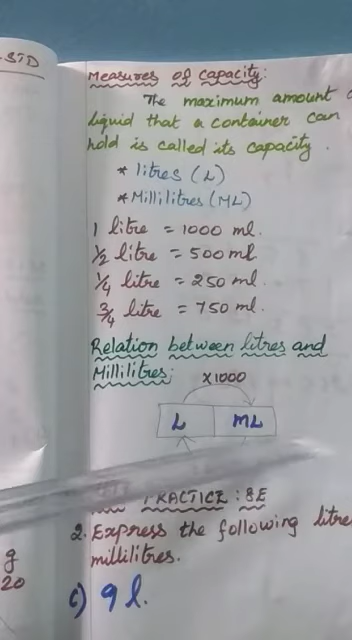 STD
Measures of Capacity:
The maximum amount
liquid that a container can
hold is called its capacity.
* litres (L)
* Millilitres (ML)
1 litre = 1000 ml.
1/2 litre = 500 ml
1/4 litre = 250 ml.
3/4 litre = 750 ml.
Relation between litres and
Millilitres:
X1000
L ML
PRACTICE: 8E
2. Express the following litre
millilitres.
g
20
c) 9 l.